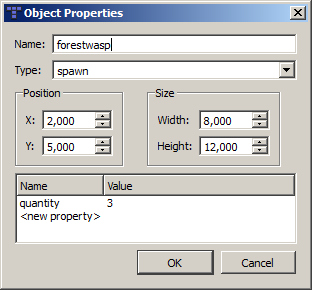 Object Properties
Name: forestwasp
Type: spawn
Position
Size
X: 2,000
Width: 8,000
Y: 5,000
Height: 12,000
Name Value
quantity 3
<new property>
OK Cancel